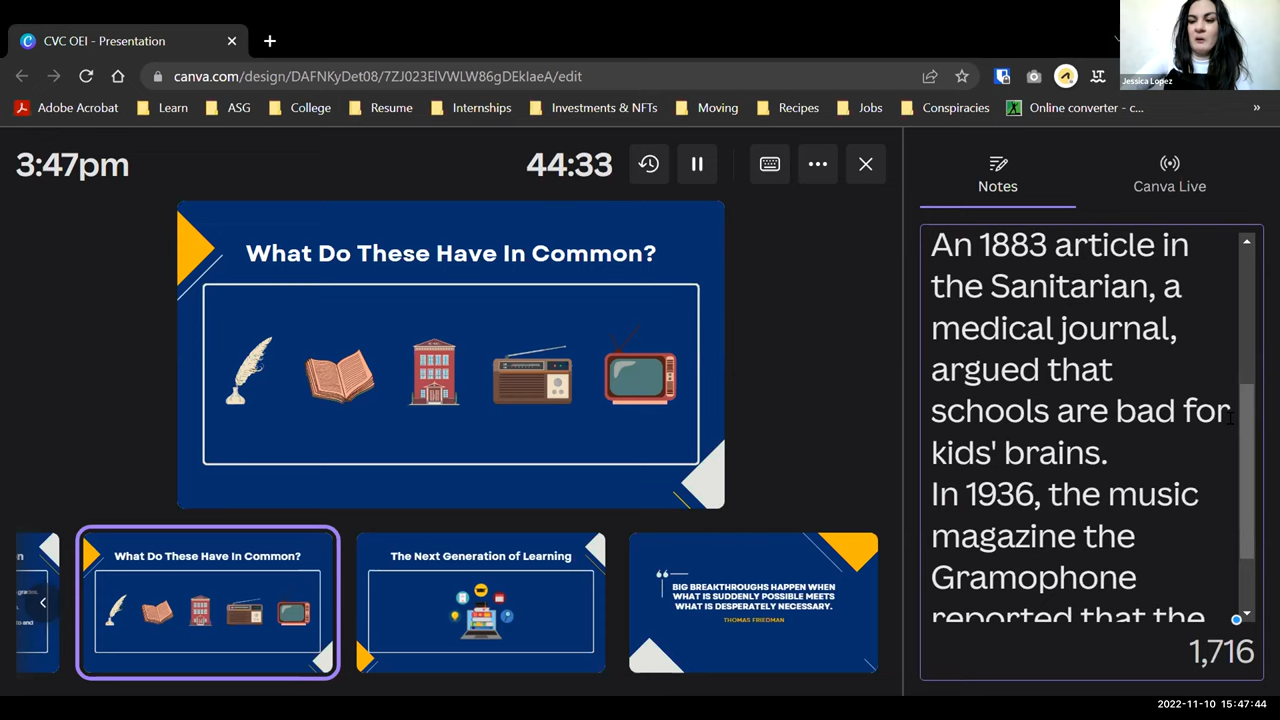 CVC OEI - Presentation
canva.com/design/DAFNKyDet08/7ZJ023ElVWLW86gDEkIaeA/edit
Jessica Lopez
Adobe Acrobat
Learn
ASG
College
Resume
Internships
Investments & NFTs
Moving
Recipes
Jobs
Conspiracies
Online converter - c...
»
3:47pm
44:33
What Do These Have In Common?
What Do These Have In Common?
The Next Generation of Learning
BIG BREAKTHROUGHS HAPPEN WHEN
WHAT IS SUDDENLY POSSIBLE MEETS
WHAT IS DESPERATELY NECESSARY.
THOMAS FRIEDMAN
Notes
Canva Live
An 1883 article in
the Sanitarian, a
medical journal,
argued that
schools are bad for
kids' brains.
In 1936, the music
magazine the
Gramophone
reported that the
1,716
2022-11-10 15:47:44